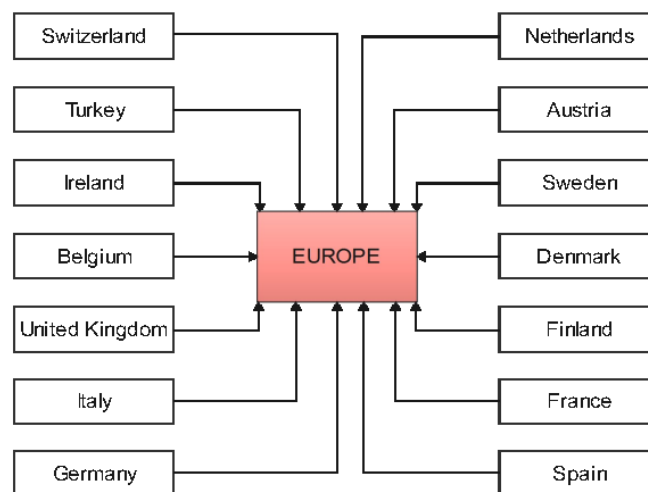 Switzerland
Turkey
Ireland
Belgium
United Kingdom
Italy
Germany
EUROPE
Netherlands
Austria
Sweden
Denmark
Finland
France
Spain